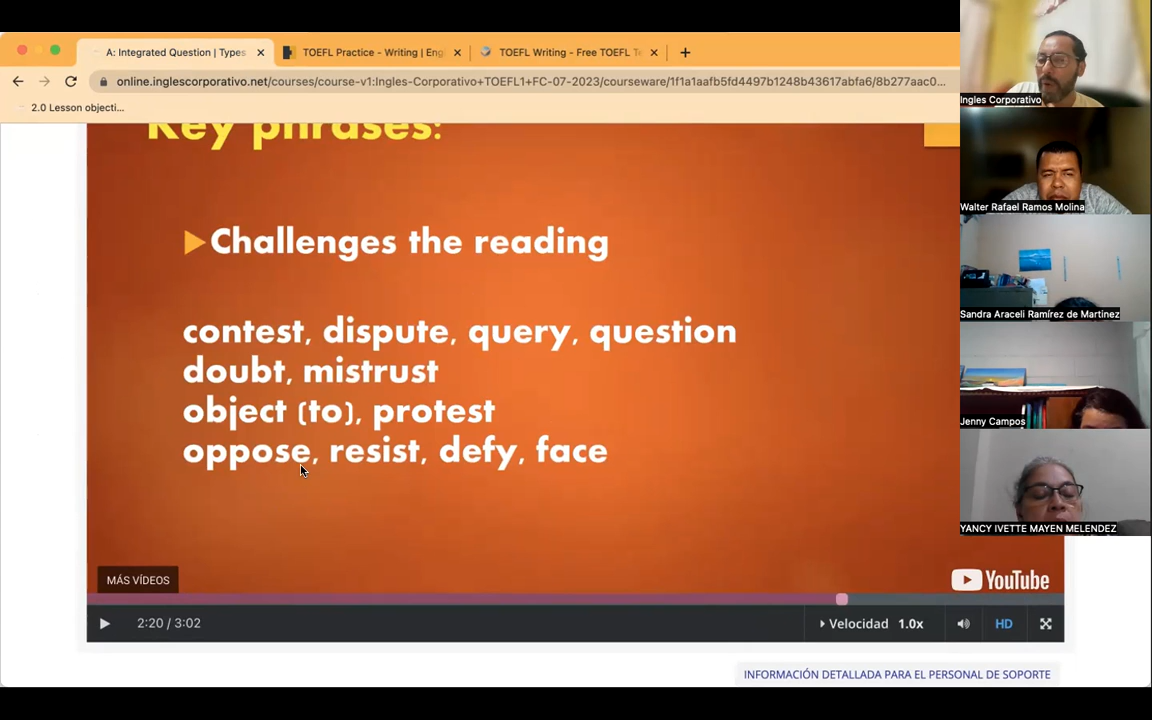 A: Integrated Question | Types
TOEFL Practice - Writing | Eng
TOEFL Writing - Free TOEFL Te
online.inglescorporativo.net/courses/course-v1:Ingles-Corporativo+TOEFL1+FC-07-2023/courseware/1f1a1aafb5fd4497b1248b43617abfa6/8b277aac0...
2.0 Lesson objecti...
Key phrases:
Challenges the reading
contest, dispute, query, question
doubt, mistrust
object (to), protest
oppose, resist, defy, face
MÁS VÍDEOS
YouTube
2:20 / 3:02
Velocidad 1.0x
HD
INFORMACIÓN DETALLADA PARA EL PERSONAL DE SOPORTE
Ingles Corporativo
Walter Rafael Ramos Molina
Sandra Araceli Ramírez de Martinez
Jenny Campos
YANCY IVETTE MAYEN MELENDEZ